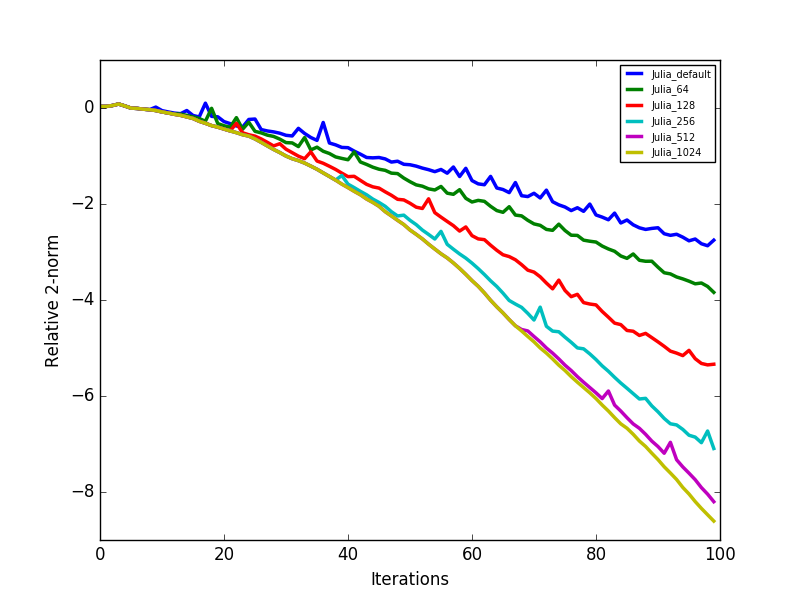 Julia_default
Julia_64
Julia_128
Julia_256
Julia_512
Julia_1024
0
−2
−4
−6
−8
Relative 2-norm
0 20 40 60 80 100
Iterations